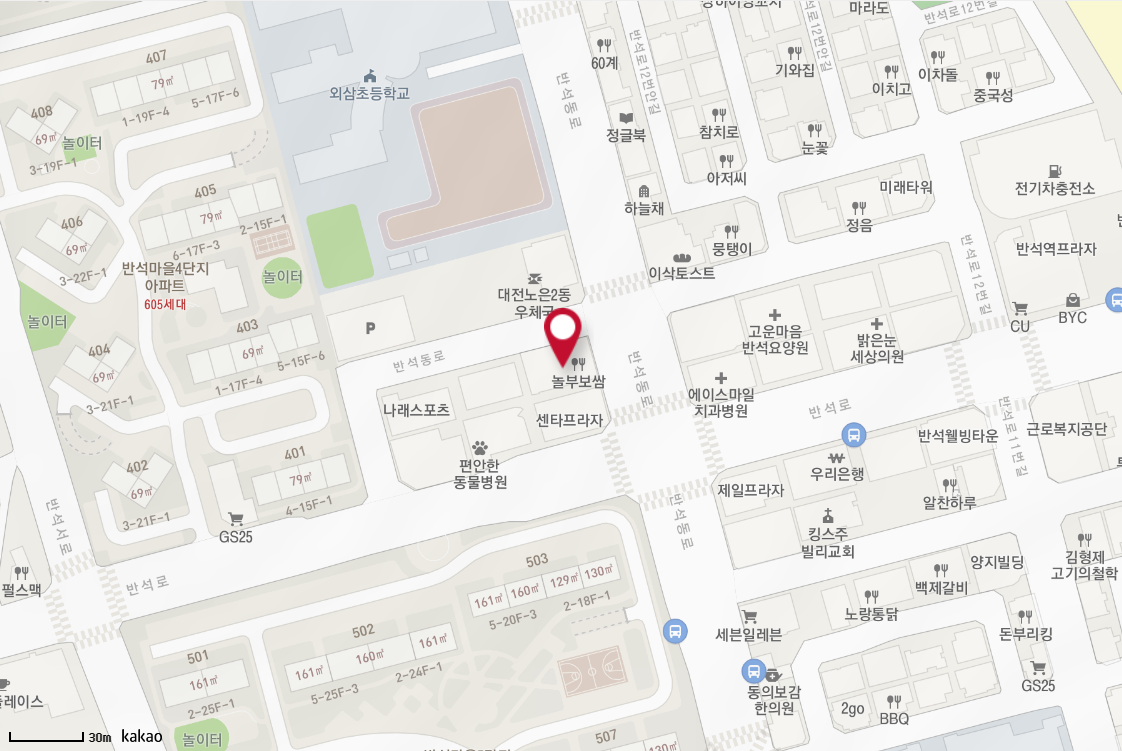 마라도
반석로12번길
407
60계
반석동로
반석로12번안길
기와집
이차돌
79㎡
외삼초등학교
이치고
중국성
5-17F-6
408
1-19F-4
69㎡
놀이터
정글북
참치로
눈꽃
3-19F-1
아저씨
405
미래타워
전기차충전소
79㎡
하늘채
406
2-15F-1
정음
69㎡
6-17F-3
뭉탱이
반석역프라자
반석마을4단지
아파트
605세대
놀이터
3-22F-1
이삭토스트
반석로12번길
대전노은2동
우체국
놀이터
403
P
고운마음
반석요양원
밝은눈
세상의원
CU
BYC
404
69㎡
5-15F-6
반석동로
69㎡
1-17F-4
놀부보쌈
반석동로
3-21F-1
나래스포츠
센타프라자
에이스마일
치과병원
반석로
반석로11번길
401
반석웰빙타운
근로복지공단
402
편안한
동물병원
우리은행
79㎡
69㎡
제일프라자
4-15F-1
알찬하루
반석서로
3-21F-1
GS25
반석동로
킹스주
빌리교회
김형제
고기의철학
503
양지빌딩
펄스맥
반석로
161㎡
160㎡
129㎡
130㎡
백제갈비
2-18F-1
5-20F-3
노랑통닭
502
세븐일레븐
돈부리킹
161㎡
160㎡
161㎡
501
161㎡
2-24F-1
5-25F-3
GS25
동의보감
한의원
2-25F-1
2go
BBQ
놀이터
507
130㎡
30m
kakao